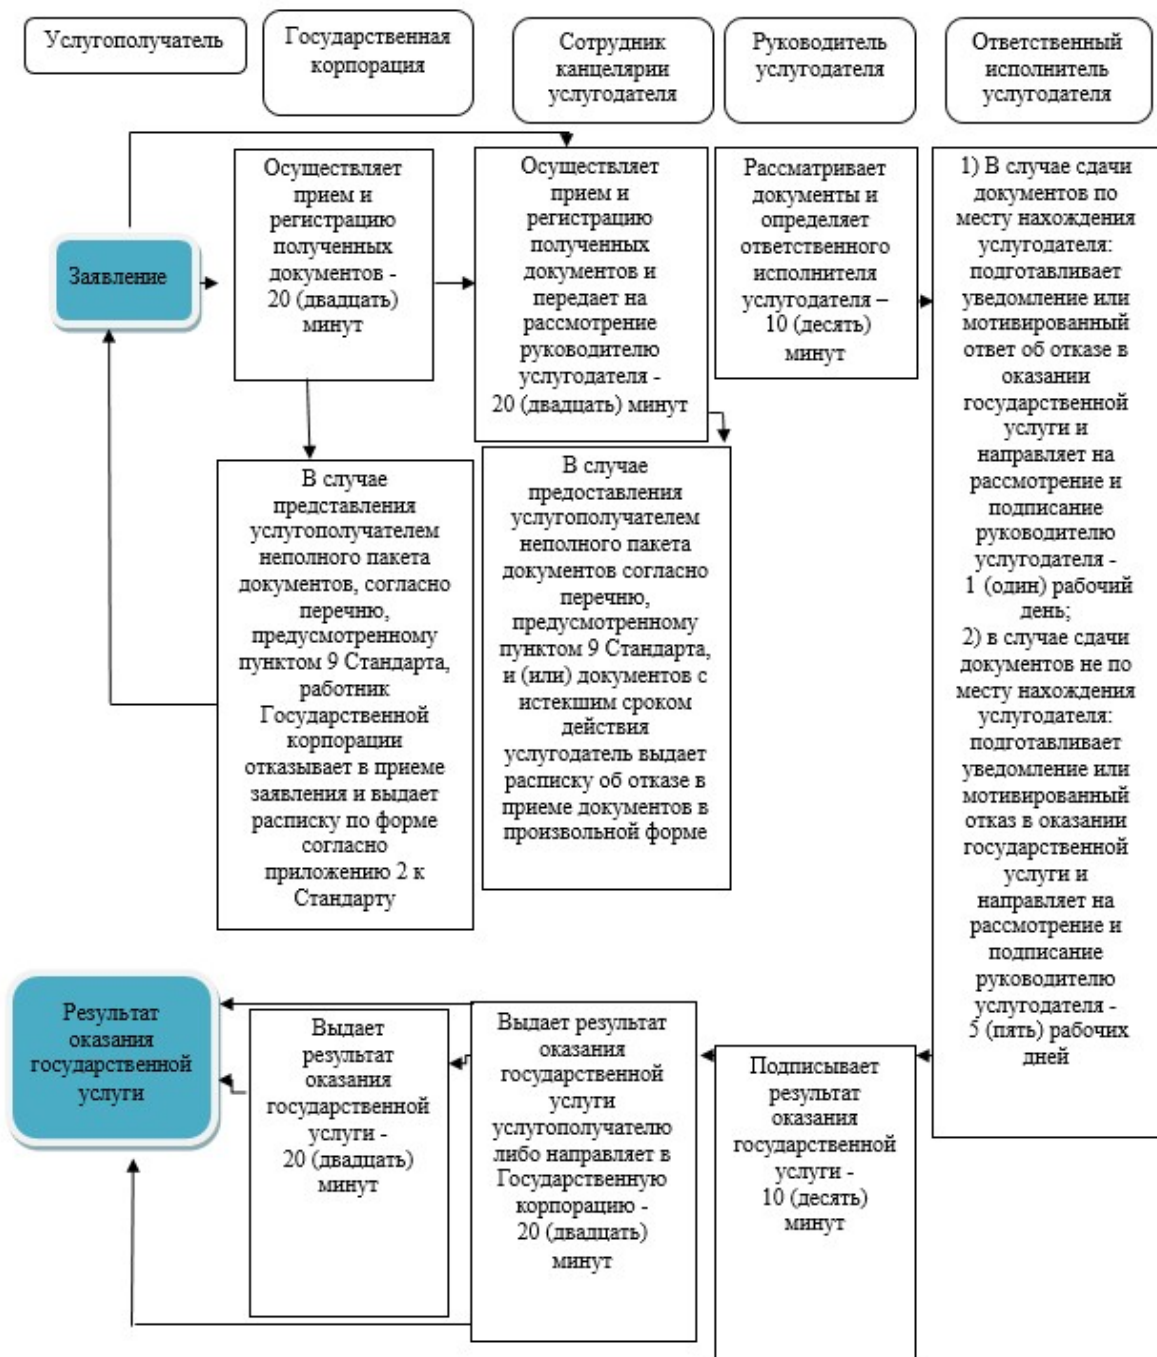 Услугополучатель
Государственная
корпорация
Сотрудник
канцелярии
услугодателя
Руководитель
услугодателя
Ответственный
исполнитель
услугодателя
Заявление
Осуществляет
прием и
регистрацию
полученных
документов -
20 (двадцать)
минут
Осуществляет
прием и
регистрацию
полученных
документов и
передает на
рассмотрение
руководителю
услугодателя -
20 (двадцать) минут
Рассматривает
документы и
определяет
ответственного
исполнителя
услугодателя –
10 (десять)
минут
1) В случае сдачи
документов по
месту нахождения
услугодателя:
подготавливает
уведомление или
мотивированный
ответ об отказе в
оказании
государственной
услуги и
направляет на
рассмотрение и
подписание
руководителю
услугодателя -
1 (один) рабочий
день;
2) в случае сдачи
документов не по
месту нахождения
услугодателя:
подготавливает
уведомление или
мотивированный
отказ в оказании
государственной
услуги и
направляет на
рассмотрение и
подписание
руководителю
услугодателя -
5 (пять) рабочих
дней
В случае
представления
услугополучателем
неполного пакета
документов, согласно
перечню,
предусмотренному
пунктом 9 Стандарта,
работник
Государственной
корпорации
отказывает в приеме
заявления и выдает
расписку по форме
согласно
приложению 2 к
Стандарту
В случае
предоставления
услугополучателем
неполного пакета
документов согласно
перечню,
предусмотренному
пунктом 9 Стандарта,
и (или) документов с
истекшим сроком
действия
услугодатель выдает
расписку об отказе в
приеме документов в
произвольной форме
Результат
оказания
государственной
услуги
Выдает
результат
оказания
государственной
услуги -
20 (двадцать)
минут
Выдает результат
оказания
государственной
услуги
услугополучателю
либо направляет в
Государственную
корпорацию -
20 (двадцать)
минут
Подписывает
результат
оказания
государственной
услуги -
10 (десять)
минут